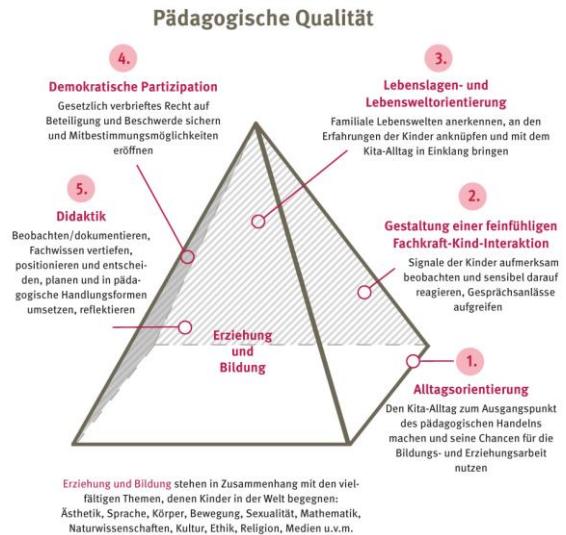 Pädagogische Qualität
4.
Demokratische Partizipation
Gesetzlich verbrieftes Recht auf
Beteiligung und Beschwerde sichern
und Mitbestimmungsmöglichkeiten
eröffnen
3.
Lebenslagen- und
Lebensweltorientierung
Familiale Lebenswelten anerkennen, an den
Erfahrungen der Kinder anknüpfen und mit dem
Kita-Alltag in Einklang bringen
5.
Didaktik
Beobachten/dokumentieren,
Fachwissen vertiefen,
positionieren und entschei-
den, planen und in päda-
gogische Handlungsformen
umsetzen, reflektieren
2.
Gestaltung einer feinfühligen
Fachkraft-Kind-Interaktion
Signale der Kinder aufmerksam
beobachten und sensibel darauf
reagieren, Gesprächsanlässe
aufgreifen
Erziehung
und
Bildung
1.
Alltagsorientierung
Den Kita-Alltag zum Ausgangspunkt
des pädagogischen Handelns
machen und seine Chancen für die
Bildungs- und Erziehungsarbeit
nutzen
Erziehung und Bildung stehen in Zusammenhang mit den viel-
fältigen Themen, denen Kinder in der Welt begegnen:
Ästhetik, Sprache, Körper, Bewegung, Sexualität, Mathematik,
Naturwissenschaften, Kultur, Ethik, Religion, Medien u.v.m.